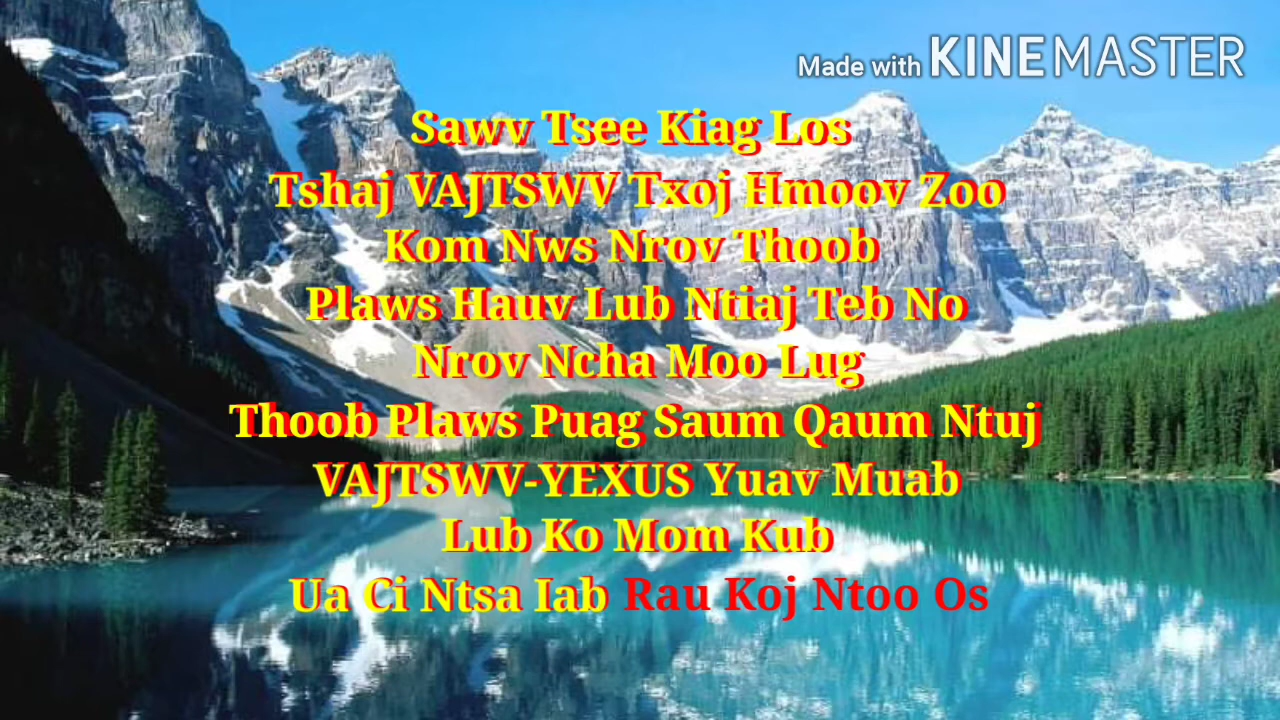 Made with KINEMASTER
Sawv Tsee Kiag Los
Tshaj VAJTSWV Txoj Hmoov Zoo
Kom Nws Nrov Thoob
Plaws Hauv Lub Ntiaj Teb No
Nrov Ncha Moo Lug
Thoob Plaws Puag Saum Qaum Ntuj
VAJTSWV-YEXUS Yuav Muab
Lub Ko Mom Kub
Ua Ci Ntsa Iab Rau Koj Ntoo Os